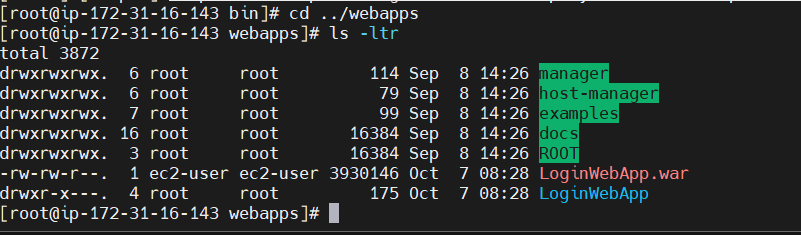 [root@ip-172-31-16-143 bin]# cd ../webapps
[root@ip-172-31-16-143 webapps]# ls -ltr
total 3872
drwxrwxrwx.  6 root     root         114 Sep  8 14:26 manager
drwxrwxrwx.  6 root     root          79 Sep  8 14:26 host-manager
drwxrwxrwx.  7 root     root          99 Sep  8 14:26 examples
drwxrwxrwx. 16 root     root       16384 Sep  8 14:26 docs
drwxrwxrwx.  3 root     root       16384 Sep  8 14:26 ROOT
-rw-rw-r--.  1 ec2-user ec2-user 3930146 Oct  7 08:28 LoginWebApp.war
drwxr-x---.  4 root     root         175 Oct  7 08:28 LoginWebApp
[root@ip-172-31-16-143 webapps]#